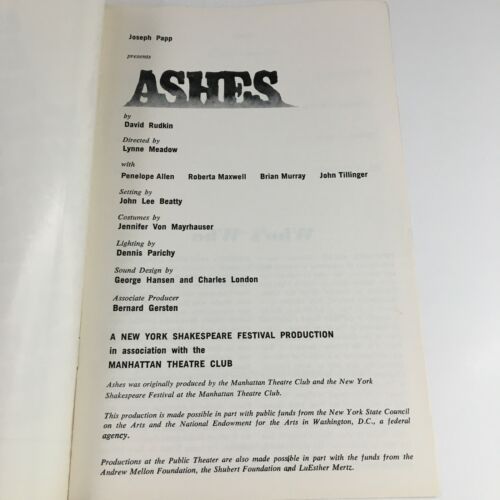 Joseph Papp
presents
ASHES
by
David Rudkin
Directed by
Lynne Meadow
with
Penelope Allen Roberta Maxwell Brian Murray John Tillinger
Setting by
John Lee Beatty
Costumes by
Jennifer Von Mayrhauser
Lighting by
Dennis Parichy
Sound Design by
George Hansen and Charles London
Associate Producer
Bernard Gersten
A NEW YORK SHAKESPEARE FESTIVAL PRODUCTION
in association with the
MANHATTAN THEATRE CLUB
Ashes was originally produced by the Manhattan Theatre Club and the New York
Shakespeare Festival at the Manhattan Theatre Club.
This production is made possible in part with public funds from the New York State Council
on the Arts and the National Endowment for the Arts in Washington, D.C., a federal
agency.
Productions at the Public Theater are also made possible in part with the funds from the
Andrew Mellon Foundation, the Shubert Foundation and LuEsther Mertz.